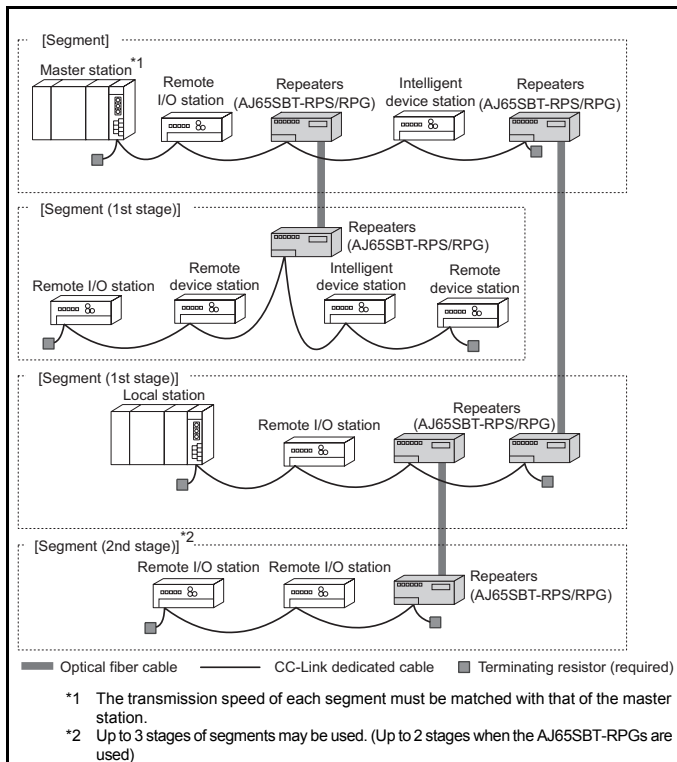 [Segment]
Master station*1
Remote
I/O station
Repeaters
(AJ65SBT-RPS/RPG)
Intelligent
device station
Repeaters
(AJ65SBT-RPS/RPG)
[Segment (1st stage)]
Repeaters
(AJ65SBT-RPS/RPG)
Remote I/O station
Remote
device station
Intelligent
device station
Remote
device station
[Segment (1st stage)]
Local station
Remote I/O station
Repeaters
(AJ65SBT-RPS/RPG)
[Segment (2nd stage)]*2
Remote I/O station
Remote I/O station
Repeaters
(AJ65SBT-RPS/RPG)
Optical fiber cable
CC-Link dedicated cable
Terminating resistor (required)
*1 The transmission speed of each segment must be matched with that of the master
station.
*2 Up to 3 stages of segments may be used. (Up to 2 stages when the AJ65SBT-RPGs are
used)